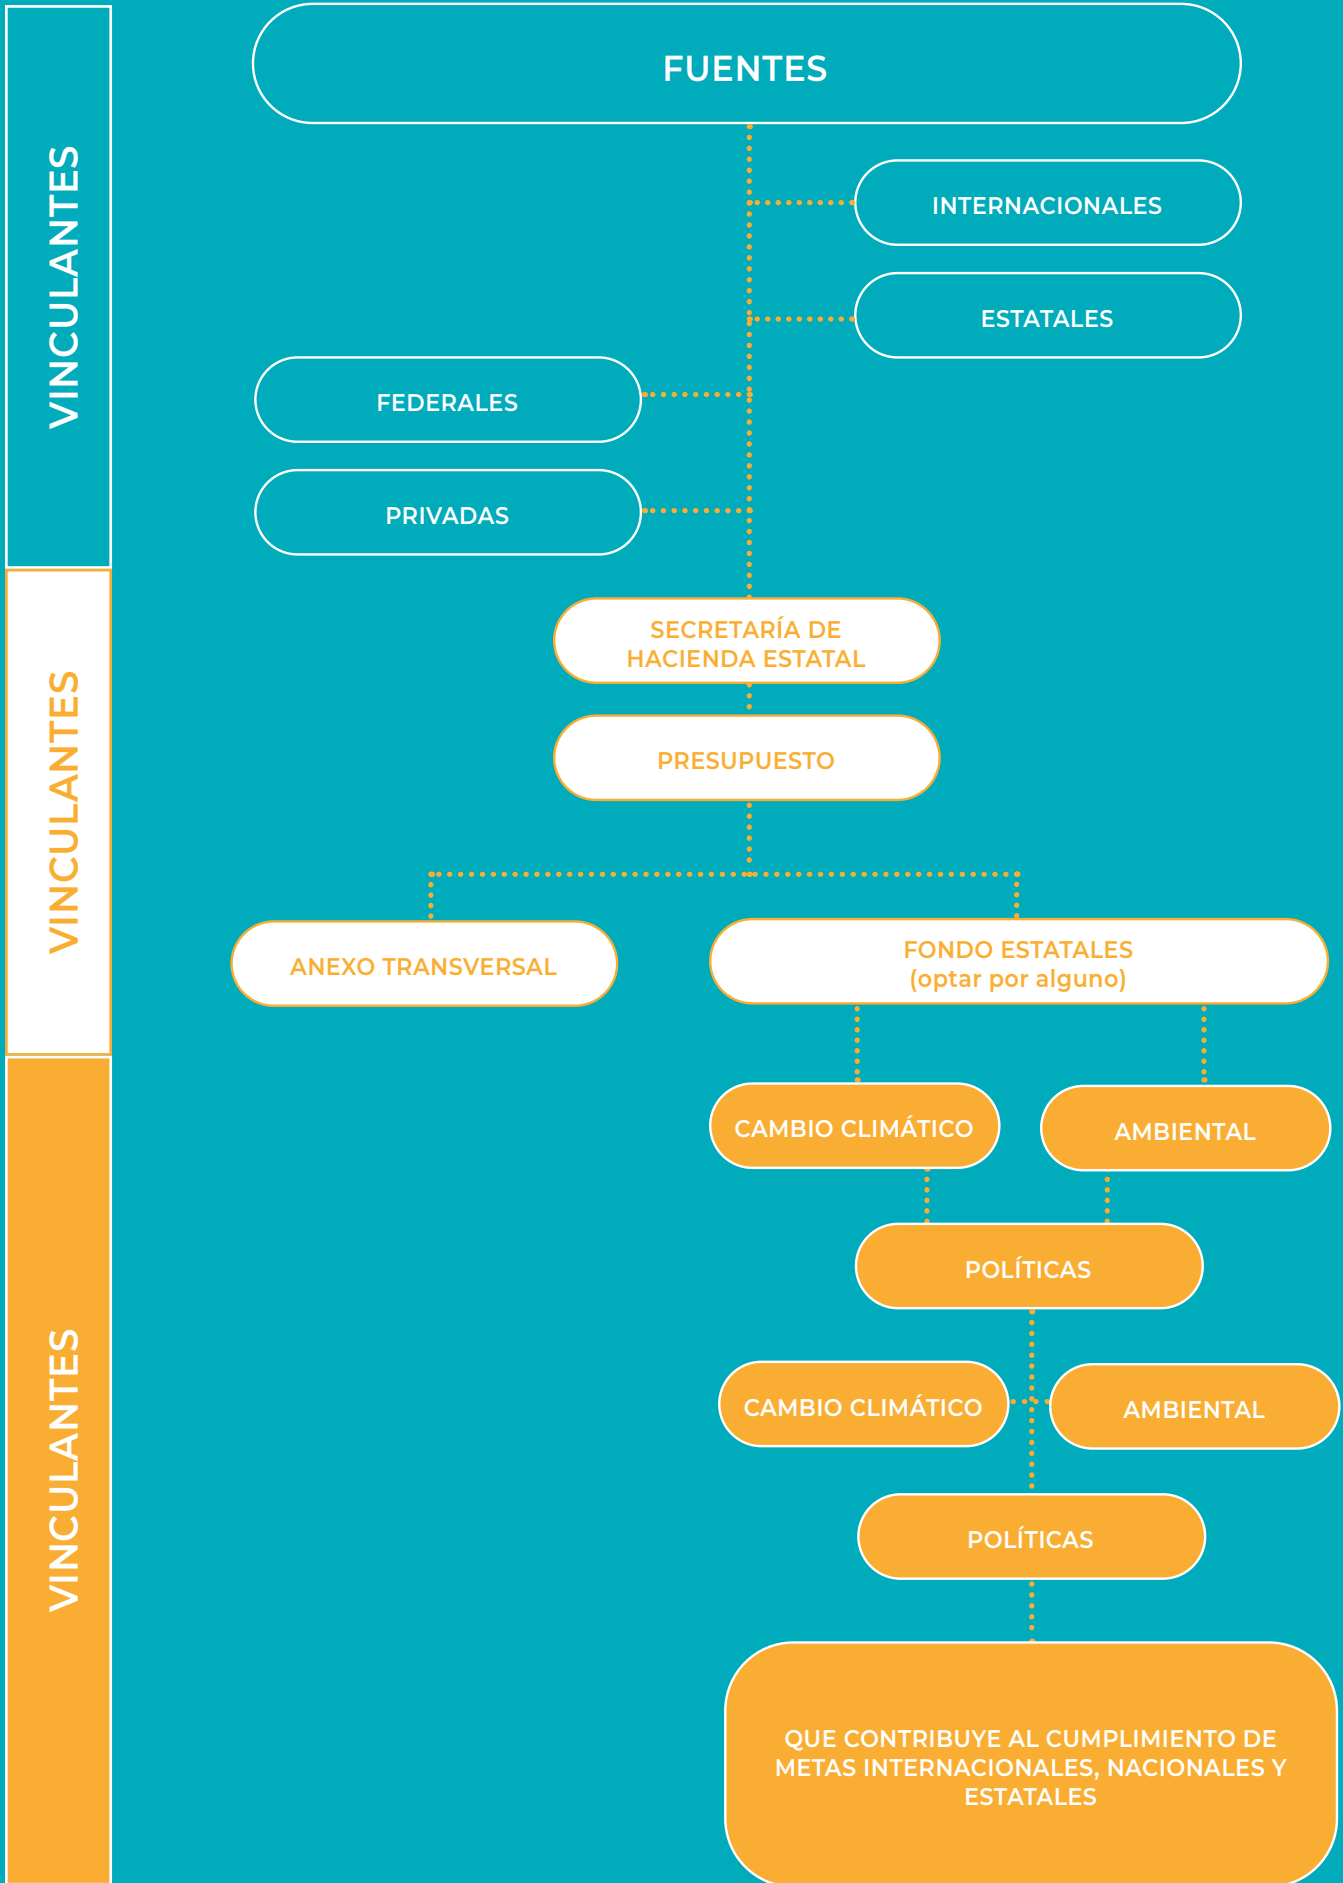 VINCULANTES
FUENTES
INTERNACIONALES
ESTATALES
FEDERALES
PRIVADAS
VINCULANTES
SECRETARÍA DE
HACIENDA ESTATAL
PRESUPUESTO
ANEXO TRANSVERSAL
FONDO ESTATALES
(optar por alguno)
VINCULANTES
CAMBIO CLIMÁTICO
AMBIENTAL
POLÍTICAS
CAMBIO CLIMÁTICO
AMBIENTAL
POLÍTICAS
QUE CONTRIBUYE AL CUMPLIMIENTO DE
METAS INTERNACIONALES, NACIONALES Y
ESTATALES